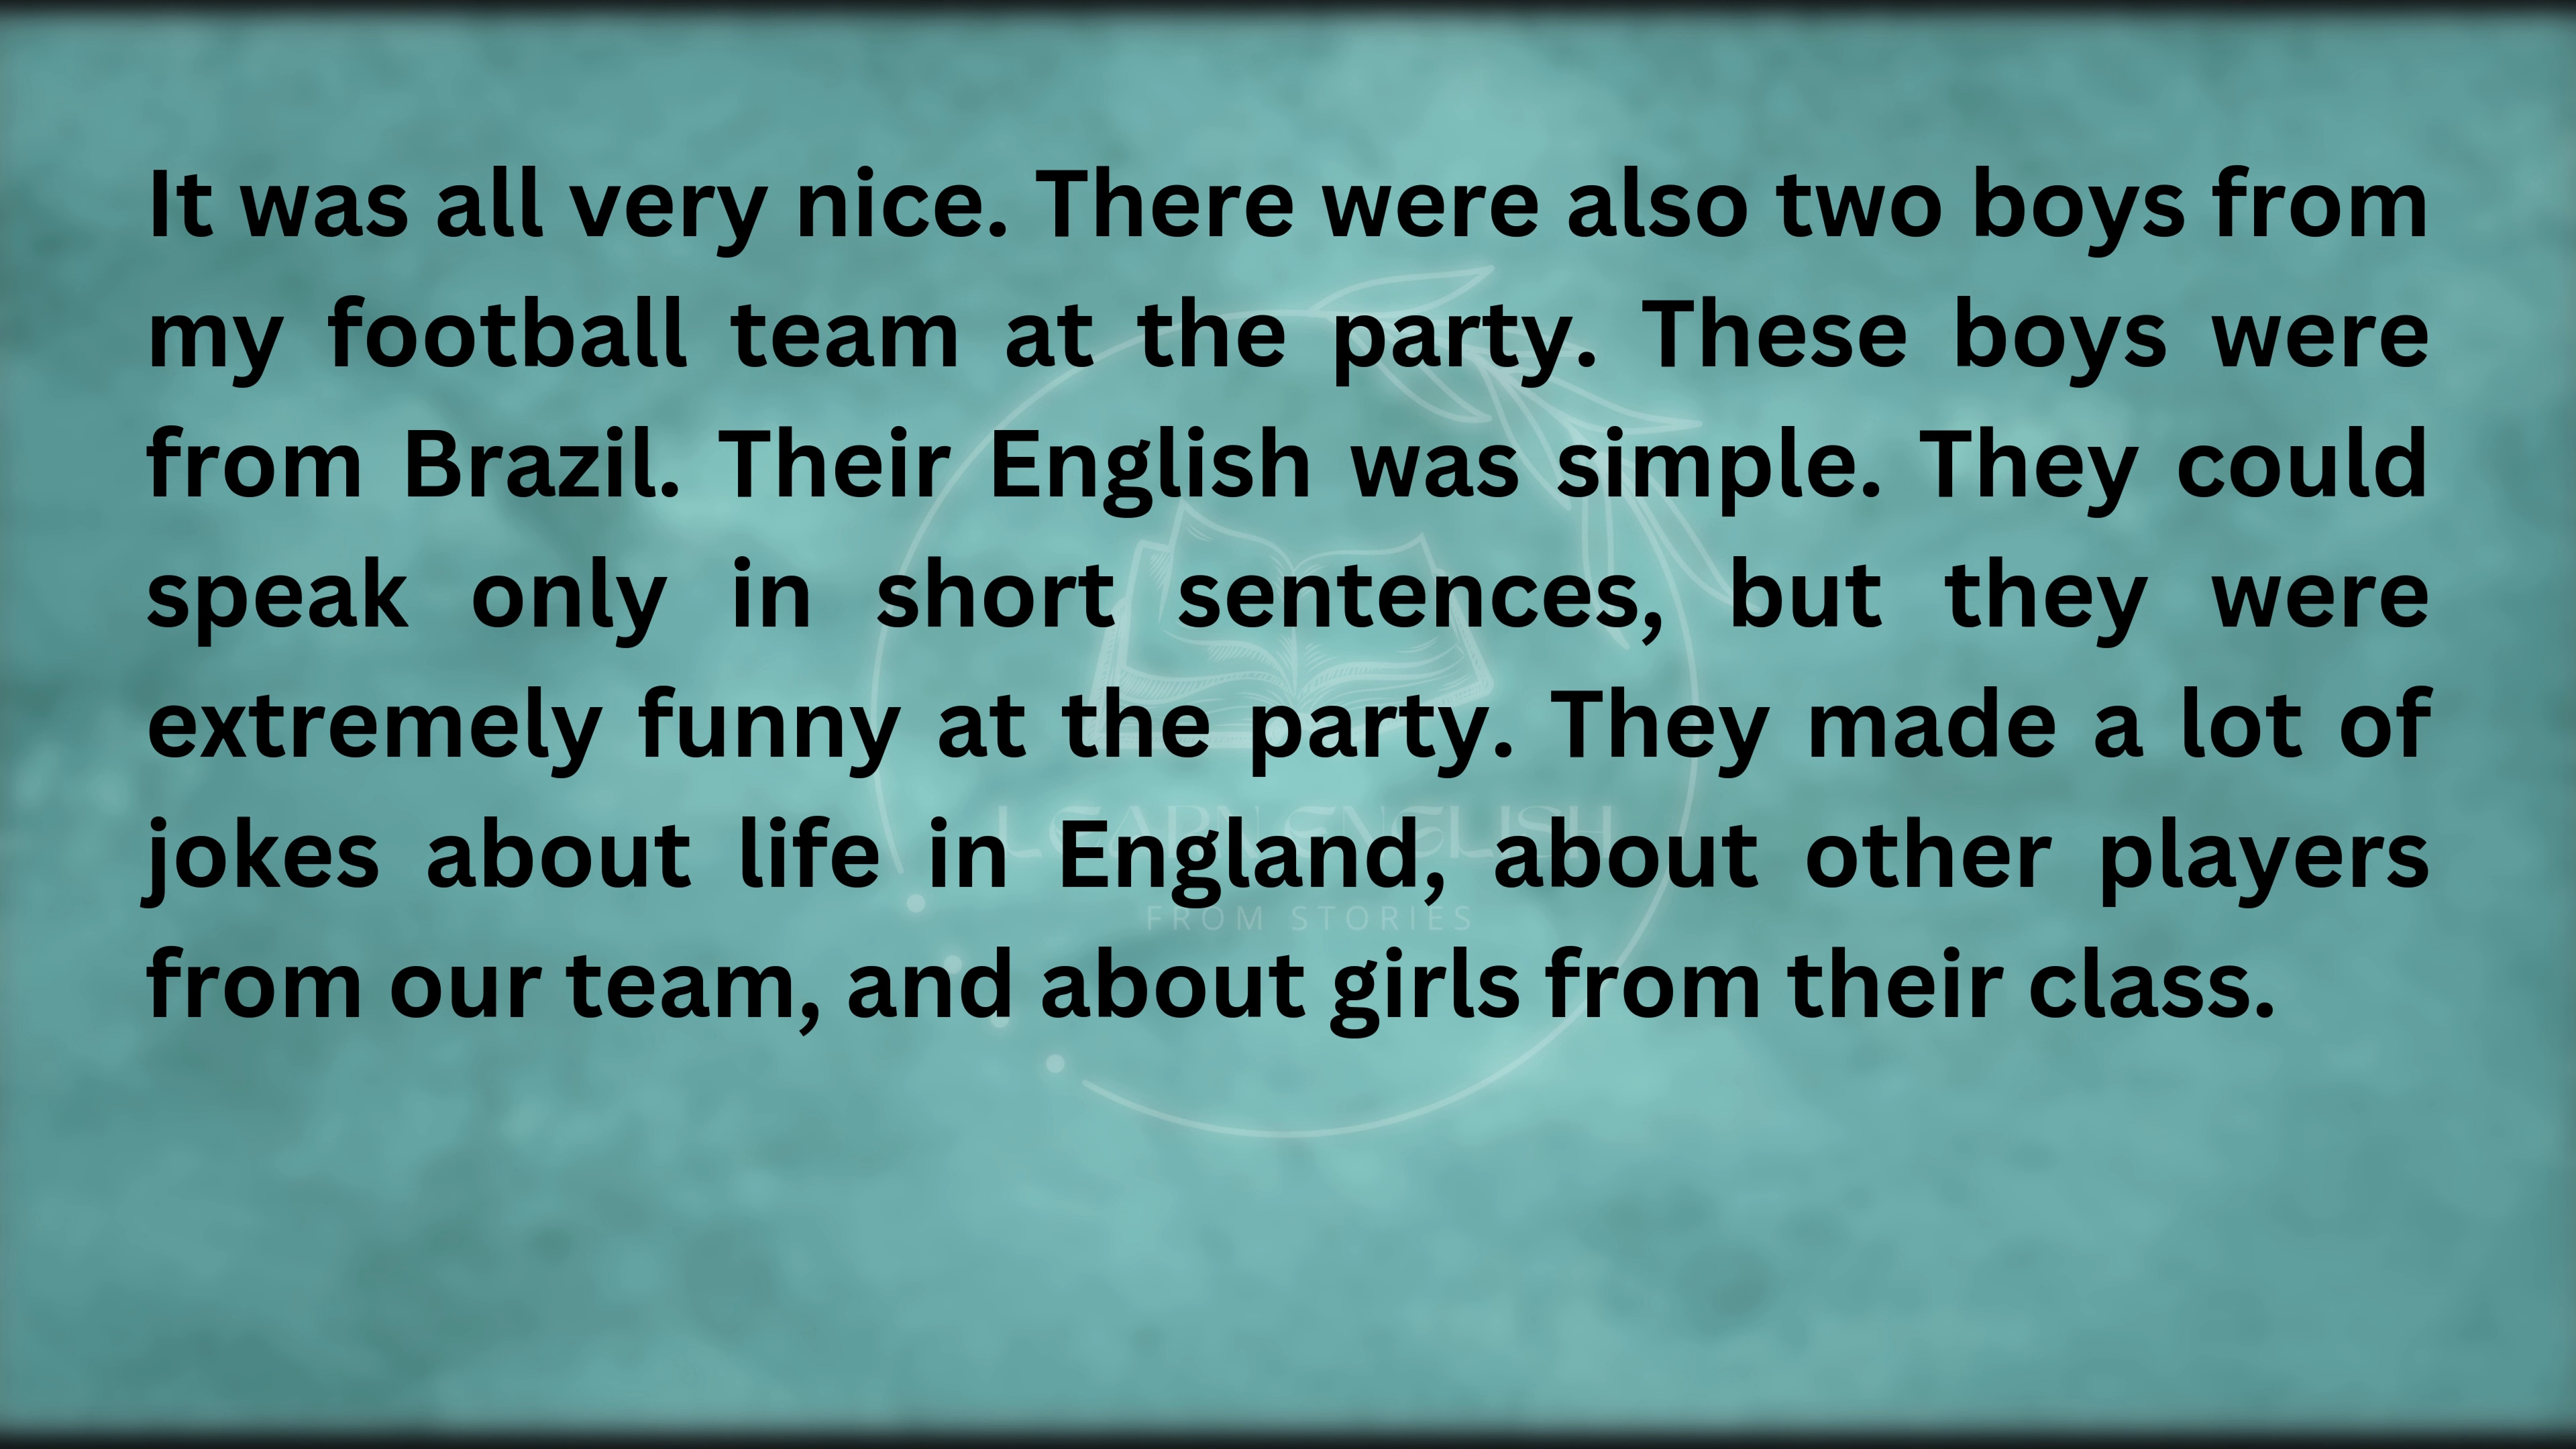 It was all very nice. There were also two boys from
my football team at the party. These boys were
from Brazil. Their English was simple. They could
speak only in short sentences, but they were
extremely funny at the party. They made a lot of
jokes about life in England, about other players
from our team, and about girls from their class.
LEARN ENGLISH
FROM STORIES